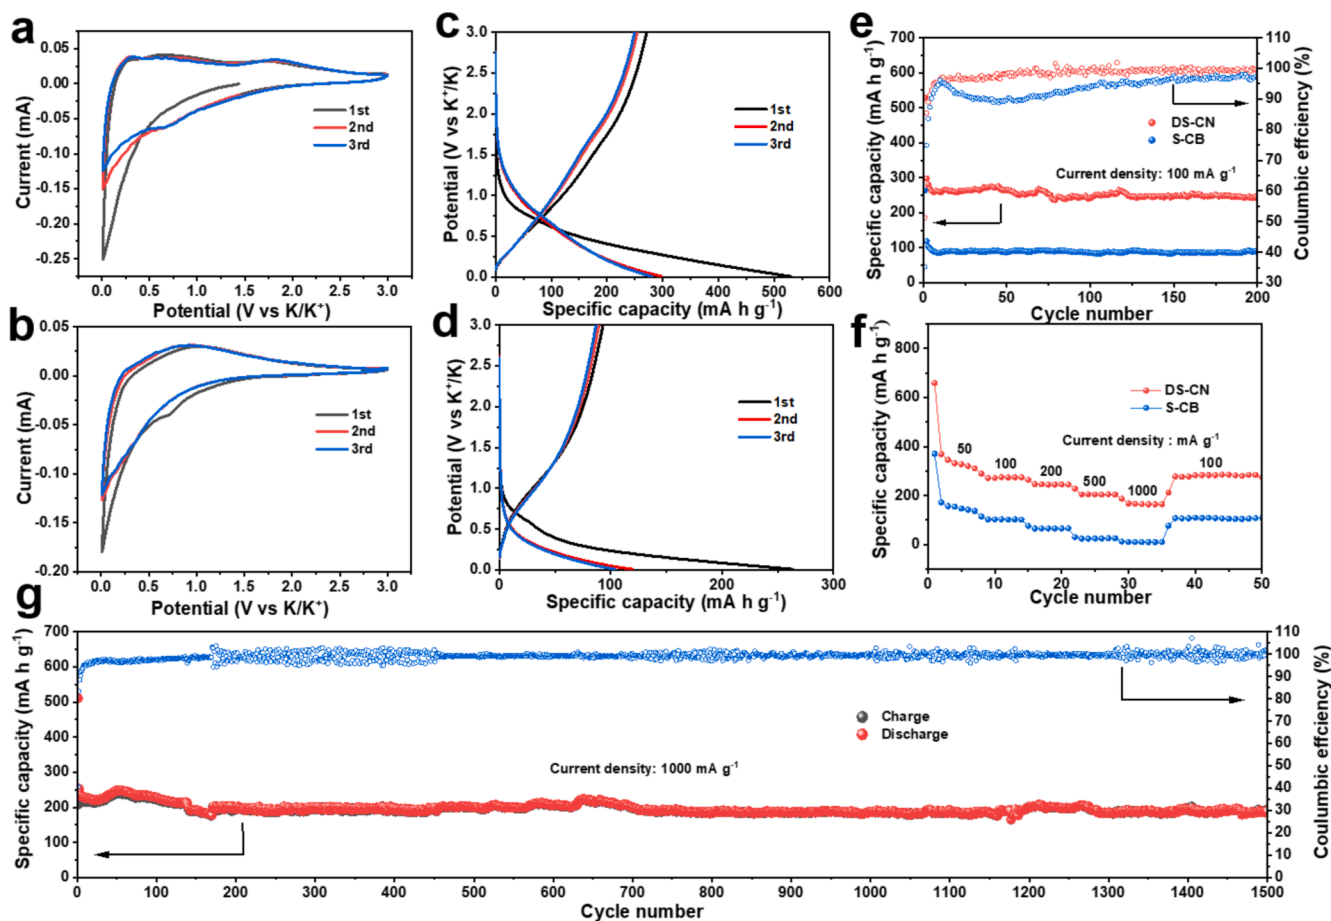 a
0.05
0.00
-0.05
-0.10
-0.15
-0.20
-0.25
Current (mA)
1st
2nd
3rd
0.0 0.5 1.0 1.5 2.0 2.5 3.0
Potential (V vs K/K⁺)
b
0.05
0.00
-0.05
-0.10
-0.15
-0.20
Current (mA)
1st
2nd
3rd
0.0 0.5 1.0 1.5 2.0 2.5 3.0
Potential (V vs K/K⁺)
c
3.0
2.5
2.0
1.5
1.0
0.5
0.0
Potential (V vs K⁺/K)
1st
2nd
3rd
0 100 200 300 400 500 600
Specific capacity (mA h g⁻¹)
d
3.0
2.5
2.0
1.5
1.0
0.5
0.0
Potential (V vs K⁺/K)
1st
2nd
3rd
0 100 200 300
Specific capacity (mA h g⁻¹)
e
700
600
500
400
300
200
100
0
Specific capacity (mA h g⁻¹)
DS-CN
S-CB
Current density: 100 mA g⁻¹
110
100
90
80
70
60
50
40
30
Coulumbic effciency (%)
0 50 100 150 200
Cycle number
f
800
600
400
200
0
Specific capacity (mA h g⁻¹)
DS-CN
S-CB
Current density : mA g⁻¹
50 100 200 500 1000 100
0 10 20 30 40 50
Cycle number
g
700
600
500
400
300
200
100
0
Specific capacity (mA h g⁻¹)
Charge
Discharge
Current density: 1000 mA g⁻¹
110
100
90
80
70
60
50
40
30
20
10
0
Coulumbic effciency (%)
0 100 200 300 400 500 600 700 800 900 1000 1100 1200 1300 1400 1500
Cycle number